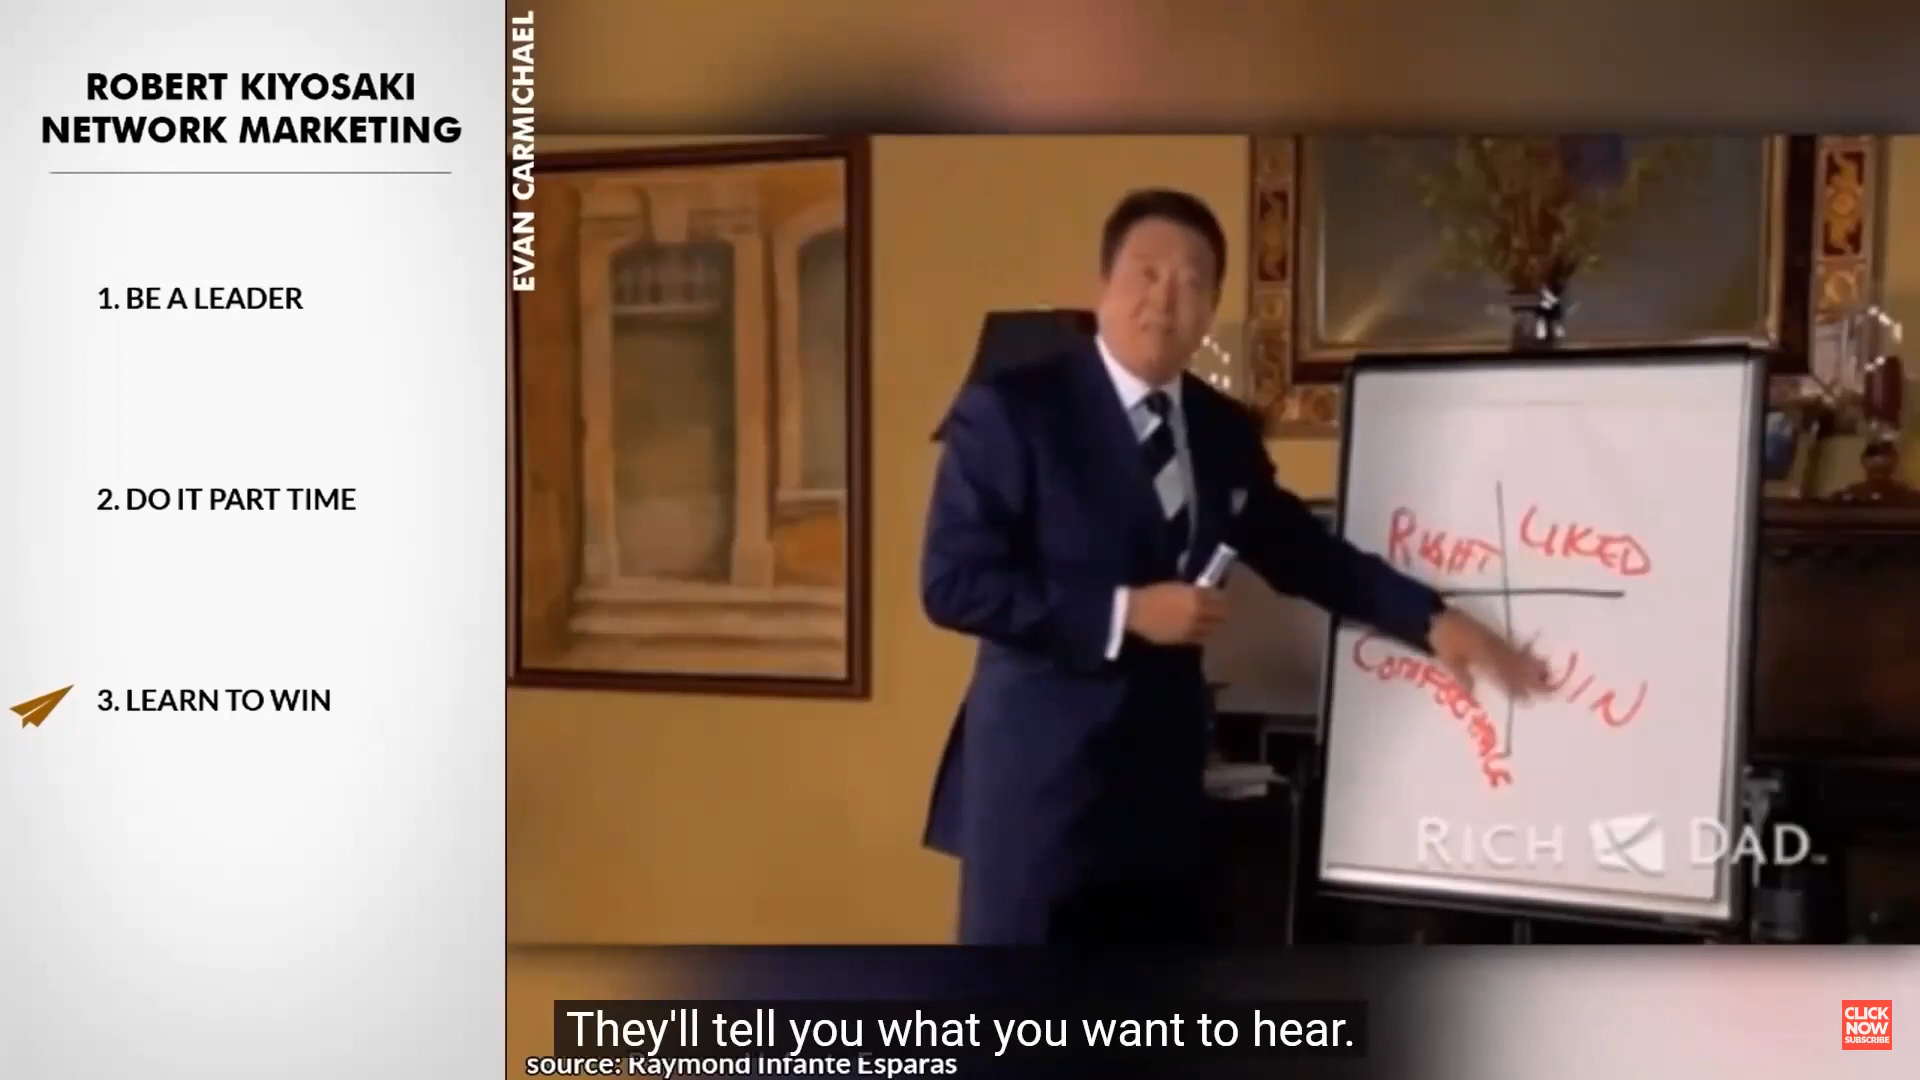 ROBERT KIYOSAKI
NETWORK MARKETING
1. BE A LEADER
2. DO IT PART TIME
3. LEARN TO WIN
EVAN CARMICHAEL
RIGHT
LIKED
COMFORTABLE
WIN
RICH DAD
They'll tell you what you want to hear.
source: Raymond Infante Esparas
CLICK
NOW
SUBSCRIBE